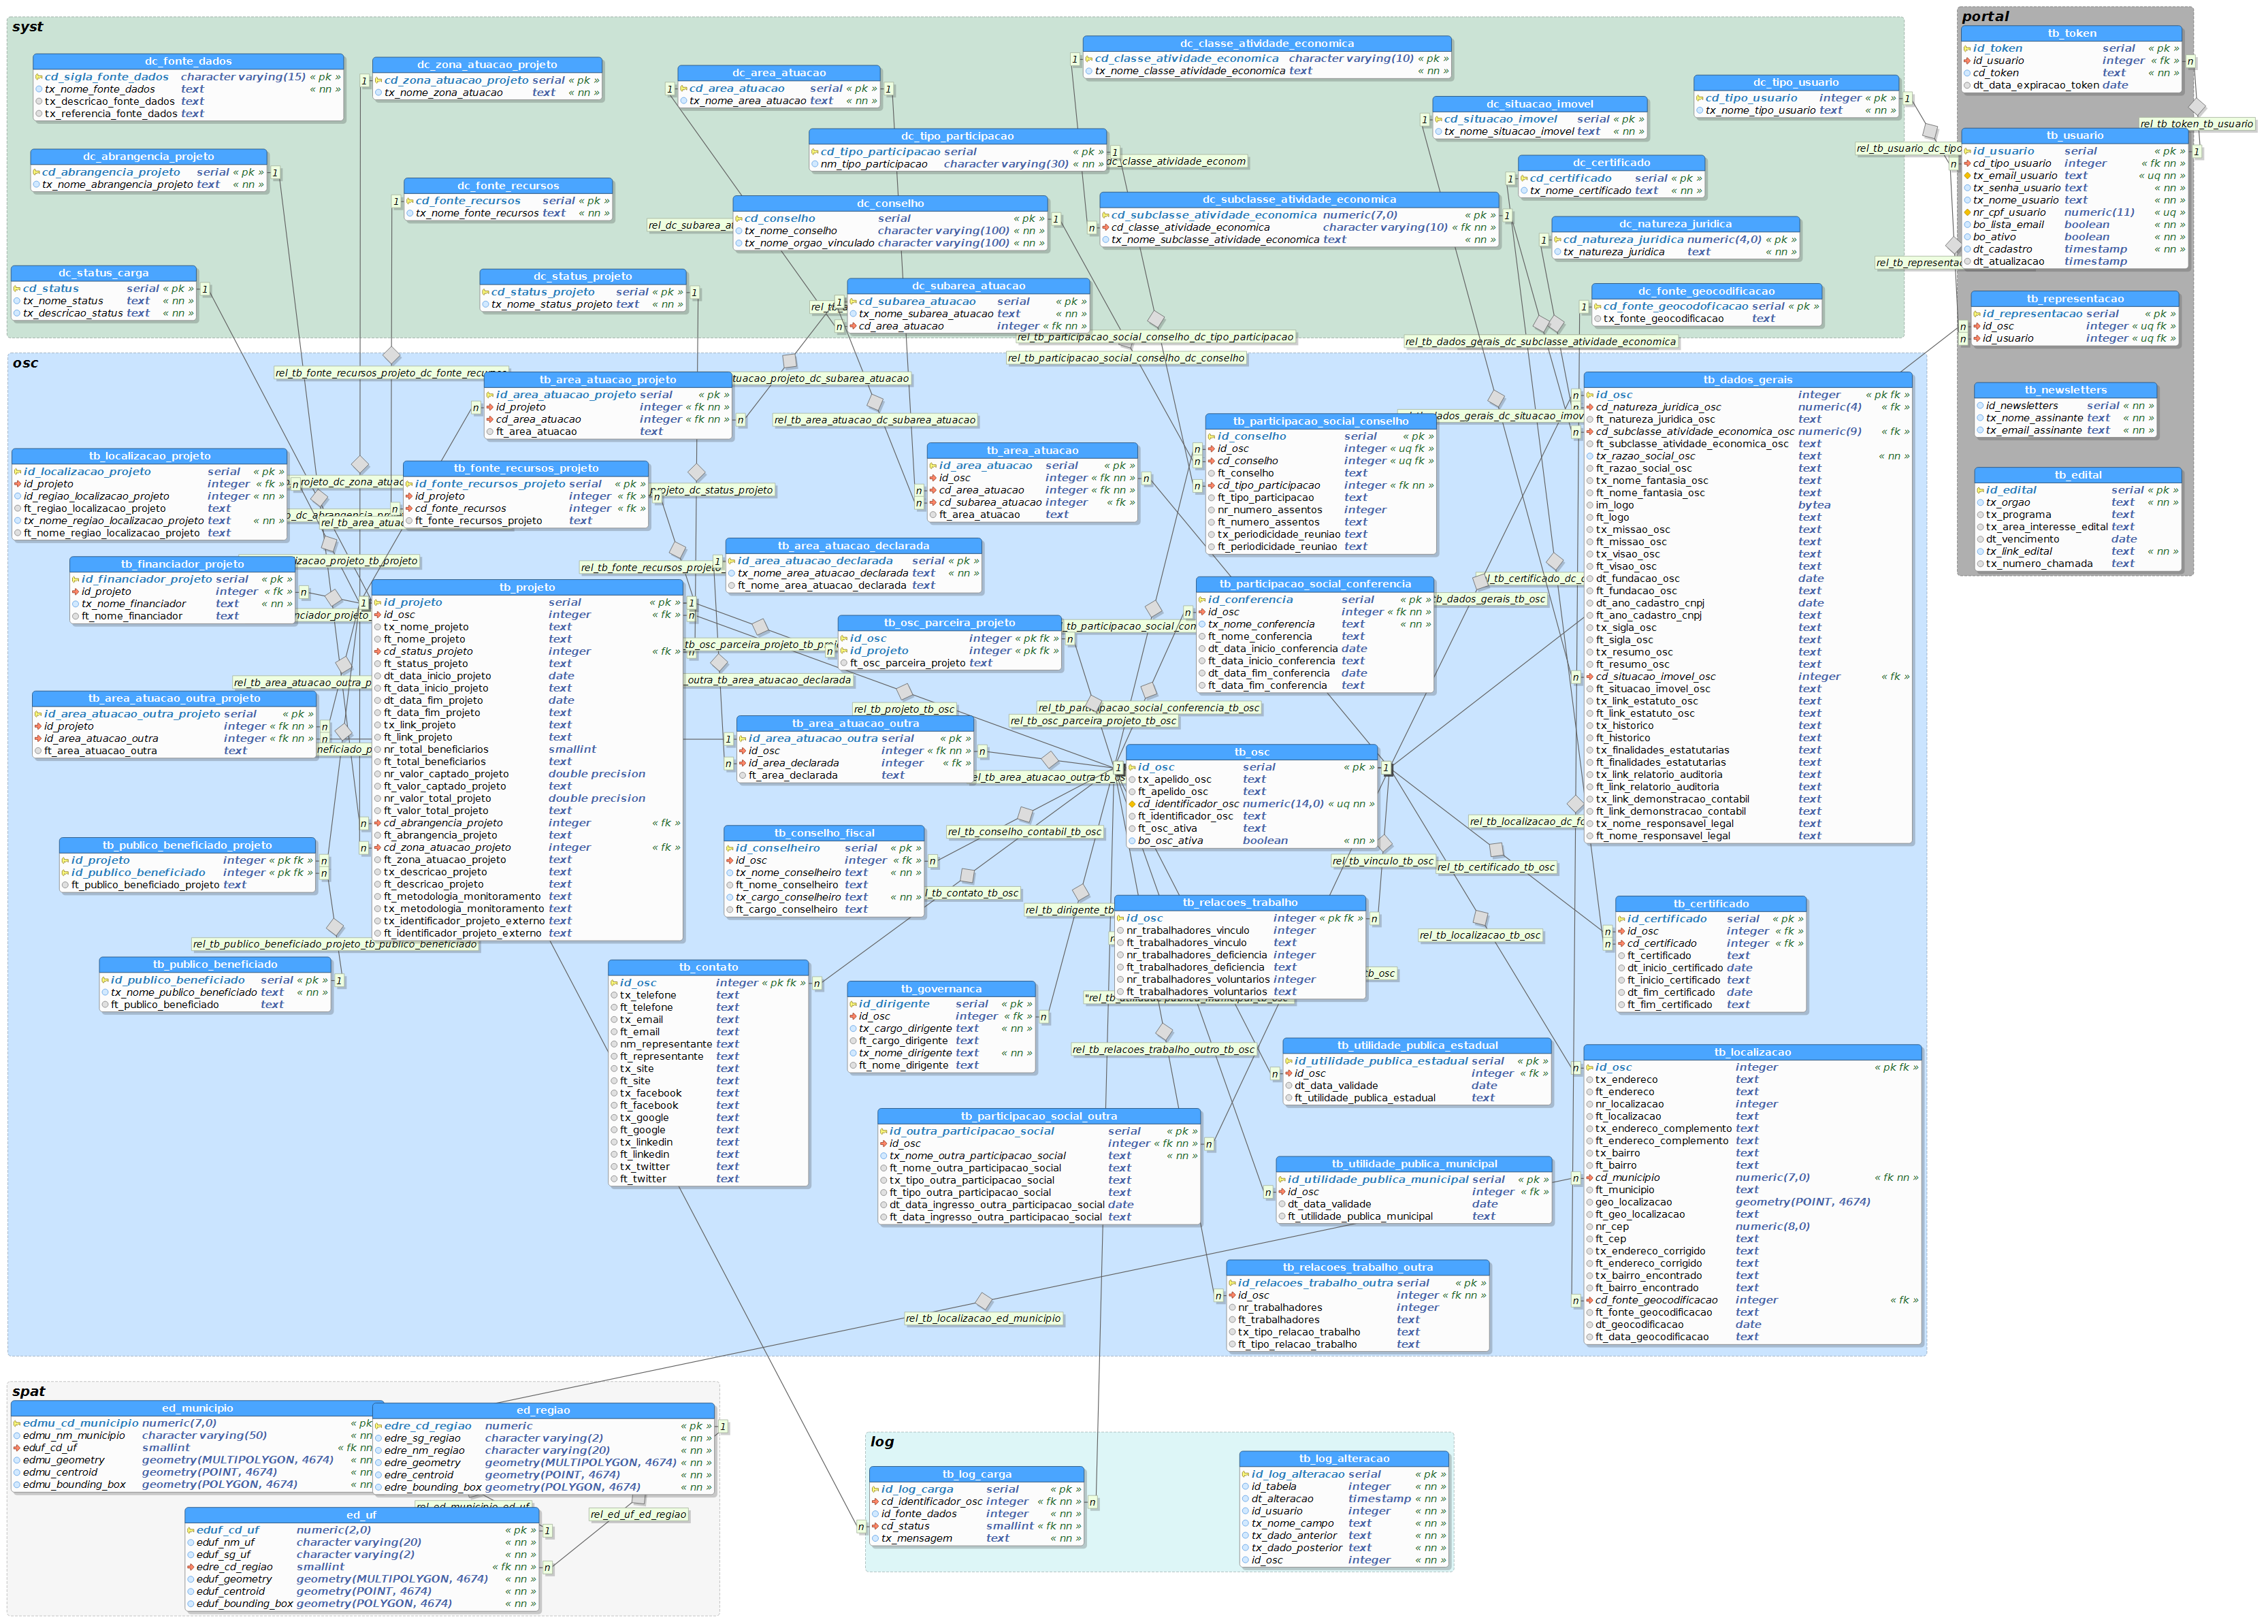 syst
dc_fonte_dados
cd_sigla_fonte_dados character varying(15) « pk »
tx_nome_fonte_dados text « nn »
tx_descricao_fonte_dados text
tx_referencia_fonte_dados text
dc_zona_atuacao_projeto
cd_zona_atuacao_projeto serial « pk »
tx_nome_zona_atuacao text « nn »
dc_area_atuacao
cd_area_atuacao serial « pk »
tx_nome_area_atuacao text « nn »
dc_classe_atividade_economica
cd_classe_atividade_economica character varying(10) « pk »
tx_nome_classe_atividade_economica text « nn »
dc_situacao_imovel
cd_situacao_imovel serial « pk »
tx_nome_situacao_imovel text « nn »
dc_tipo_usuario
cd_tipo_usuario integer « pk »
tx_nome_tipo_usuario text « nn »
dc_tipo_participacao
cd_tipo_participacao serial « pk »
nm_tipo_participacao character varying(30) « nn »
dc_abrangencia_projeto
cd_abrangencia_projeto serial « pk »
tx_nome_abrangencia_projeto text « nn »
dc_fonte_recursos
cd_fonte_recursos serial « pk »
tx_nome_fonte_recursos text « nn »
dc_conselho
cd_conselho serial « pk »
tx_nome_conselho character varying(100) « nn »
tx_nome_orgao_vinculado character varying(100) « nn »
dc_subclasse_atividade_economica
cd_subclasse_atividade_economica numeric(7,0) « pk »
cd_classe_atividade_economica character varying(10) « fk nn »
tx_nome_subclasse_atividade_economica text « nn »
dc_certificado
cd_certificado serial « pk »
tx_nome_certificado text « nn »
dc_natureza_juridica
cd_natureza_juridica numeric(4,0) « pk »
tx_natureza_juridica text « nn »
dc_status_carga
cd_status serial « pk »
tx_nome_status text « nn »
tx_descricao_status text « nn »
dc_status_projeto
cd_status_projeto serial « pk »
tx_nome_status_projeto text « nn »
dc_subarea_atuacao
cd_subarea_atuacao serial « pk »
tx_nome_subarea_atuacao text « nn »
cd_area_atuacao integer « fk nn »
dc_fonte_geocodificacao
cd_fonte_geocodoficacao serial « pk »
tx_fonte_geocodificacao text
rel_tb_participacao_social_conselho_dc_tipo_participacao
rel_tb_dados_gerais_dc_subclasse_atividade_economica
rel_tb_participacao_social_conselho_dc_conselho
portal
tb_token
id_token serial « pk »
id_usuario integer « fk »
cd_token text « nn »
dt_data_expiracao_token date
rel_tb_token_tb_usuario
tb_usuario
id_usuario serial « pk »
cd_tipo_usuario integer « fk nn »
tx_email_usuario text « uq nn »
tx_senha_usuario text « nn »
tx_nome_usuario text « nn »
nr_cpf_usuario numeric(11) « uq »
bo_lista_email boolean « nn »
bo_ativo boolean « nn »
dt_cadastro timestamp « nn »
dt_atualizacao timestamp
tb_representacao
id_representacao serial « pk »
id_osc integer « uq fk »
id_usuario integer « uq fk »
tb_newsletters
id_newsletters serial « nn »
tx_nome_assinante text « nn »
tx_email_assinante text « nn »
tb_edital
id_edital serial « pk »
tx_orgao text « nn »
tx_programa text
tx_area_interesse_edital text
dt_vencimento date
tx_link_edital text « nn »
tx_numero_chamada text
osc
tb_area_atuacao_projeto
id_area_atuacao_projeto serial « pk »
id_projeto integer « fk nn »
cd_area_atuacao integer « fk nn »
ft_area_atuacao text
rel_tb_area_atuacao_dc_subarea_atuacao
tb_localizacao_projeto
id_localizacao_projeto serial « pk »
id_projeto integer « fk »
id_regiao_localizacao_projeto integer « nn »
ft_regiao_localizacao_projeto text
tx_nome_regiao_localizacao_projeto text « nn »
ft_nome_regiao_localizacao_projeto text
tb_fonte_recursos_projeto
id_fonte_recursos_projeto serial « pk »
id_projeto integer « fk »
cd_fonte_recursos integer « fk »
ft_fonte_recursos_projeto text
tb_area_atuacao
id_area_atuacao serial « pk »
id_osc integer « fk nn »
cd_area_atuacao integer « fk nn »
cd_subarea_atuacao integer « fk »
ft_area_atuacao text
tb_participacao_social_conselho
id_conselho serial « pk »
id_osc integer « uq fk »
cd_conselho integer « uq fk »
ft_conselho text
cd_tipo_participacao integer « fk nn »
ft_tipo_participacao text
nr_numero_assentos integer
ft_numero_assentos text
tx_periodicidade_reuniao text
ft_periodicidade_reuniao text
tb_dados_gerais
id_osc integer « pk fk »
cd_natureza_juridica_osc numeric(4) « fk »
ft_natureza_juridica_osc text
cd_subclasse_atividade_economica_osc numeric(9) « fk »
ft_subclasse_atividade_economica_osc text
tx_razao_social_osc text « nn »
ft_razao_social_osc text
tx_nome_fantasia_osc text
ft_nome_fantasia_osc text
im_logo bytea
ft_logo text
tx_missao_osc text
ft_missao_osc text
tx_visao_osc text
ft_visao_osc text
dt_fundacao_osc date
ft_fundacao_osc text
dt_ano_cadastro_cnpj date
ft_ano_cadastro_cnpj text
tx_sigla_osc text
ft_sigla_osc text
tx_resumo_osc text
ft_resumo_osc text
cd_situacao_imovel_osc integer « fk »
ft_situacao_imovel_osc text
tx_link_estatuto_osc text
ft_link_estatuto_osc text
tx_historico text
ft_historico text
tx_finalidades_estatutarias text
ft_finalidades_estatutarias text
tx_link_relatorio_auditoria text
ft_link_relatorio_auditoria text
tx_link_demonstracao_contabil text
ft_link_demonstracao_contabil text
tx_nome_responsavel_legal text
ft_nome_responsavel_legal text
tb_financiador_projeto
id_financiador_projeto serial « pk »
id_projeto integer « fk »
tx_nome_financiador text « nn »
ft_nome_financiador text
tb_area_atuacao_declarada
id_area_atuacao_declarada serial « pk »
tx_nome_area_atuacao_declarada text « nn »
ft_nome_area_atuacao_declarada text
tb_projeto
id_projeto serial « pk »
id_osc integer « fk »
tx_nome_projeto text
ft_nome_projeto text
cd_status_projeto integer « fk »
ft_status_projeto text
dt_data_inicio_projeto date
ft_data_inicio_projeto text
dt_data_fim_projeto date
ft_data_fim_projeto text
tx_link_projeto text
ft_link_projeto text
nr_total_beneficiarios smallint
ft_total_beneficiarios text
nr_valor_captado_projeto double precision
ft_valor_captado_projeto text
nr_valor_total_projeto double precision
ft_valor_total_projeto text
cd_abrangencia_projeto integer « fk »
ft_abrangencia_projeto text
cd_zona_atuacao_projeto integer « fk »
ft_zona_atuacao_projeto text
tx_descricao_projeto text
ft_descricao_projeto text
ft_metodologia_monitoramento text
tx_metodologia_monitoramento text
tx_identificador_projeto_externo text
ft_identificador_projeto_externo text
tb_osc_parceira_projeto
id_osc integer « pk fk »
id_projeto integer « pk fk »
ft_osc_parceira_projeto text
tb_participacao_social_conferencia
id_conferencia serial « pk »
id_osc integer « fk nn »
tx_nome_conferencia text « nn »
ft_nome_conferencia text
dt_data_inicio_conferencia date
ft_data_inicio_conferencia text
dt_data_fim_conferencia date
ft_data_fim_conferencia text
rel_tb_projeto_tb_osc
rel_tb_osc_parceira_projeto_tb_osc
tb_area_atuacao_outra_projeto
id_area_atuacao_outra_projeto serial « pk »
id_projeto integer « fk nn »
id_area_atuacao_outra integer « fk nn »
ft_area_atuacao_outra text
tb_area_atuacao_outra
id_area_atuacao_outra serial « pk »
id_osc integer « fk nn »
id_area_declarada integer « fk »
ft_area_declarada text
tb_osc
id_osc serial « pk »
tx_apelido_osc text
ft_apelido_osc text
cd_identificador_osc numeric(14,0) « uq nn »
ft_identificador_osc text
ft_osc_ativa text
bo_osc_ativa boolean « nn »
rel_tb_conselho_contabil_tb_osc
rel_tb_vinculo_tb_osc
rel_tb_certificado_tb_osc
tb_publico_beneficiado_projeto
id_projeto integer « pk fk »
id_publico_beneficiado integer « pk fk »
ft_publico_beneficiado_projeto text
tb_conselho_fiscal
id_conselheiro serial « pk »
id_osc integer « fk »
tx_nome_conselheiro text « nn »
ft_nome_conselheiro text
tx_cargo_conselheiro text « nn »
ft_cargo_conselheiro text
rel_tb_publico_beneficiado_projeto_tb_publico_beneficiado
tb_publico_beneficiado
id_publico_beneficiado serial « pk »
tx_nome_publico_beneficiado text « nn »
ft_publico_beneficiado text
tb_relacoes_trabalho
id_osc integer « pk fk »
nr_trabalhadores_vinculo integer
ft_trabalhadores_vinculo text
nr_trabalhadores_deficiencia integer
ft_trabalhadores_deficiencia text
nr_trabalhadores_voluntarios integer
ft_trabalhadores_voluntarios text
rel_tb_localizacao_tb_osc
tb_certificado
id_certificado serial « pk »
id_osc integer « fk »
cd_certificado integer « fk »
ft_certificado text
dt_inicio_certificado date
ft_inicio_certificado text
dt_fim_certificado date
ft_fim_certificado text
tb_contato
id_osc integer « pk fk »
tx_telefone text
ft_telefone text
tx_email text
ft_email text
nm_representante text
ft_representante text
tx_site text
ft_site text
tx_facebook text
ft_facebook text
tx_google text
ft_google text
tx_linkedin text
ft_linkedin text
tx_twitter text
ft_twitter text
tb_governanca
id_dirigente serial « pk »
id_osc integer « fk »
tx_cargo_dirigente text « nn »
ft_cargo_dirigente text
tx_nome_dirigente text « nn »
ft_nome_dirigente text
rel_tb_relacoes_trabalho_outro_tb_osc
tb_utilidade_publica_estadual
id_utilidade_publica_estadual serial « pk »
id_osc integer « fk »
dt_data_validade date
ft_utilidade_publica_estadual text
tb_localizacao
id_osc integer « pk fk »
tx_endereco text
ft_endereco text
nr_localizacao integer
ft_localizacao text
tx_endereco_complemento text
ft_endereco_complemento text
tx_bairro text
ft_bairro text
cd_municipio numeric(7,0) « fk nn »
ft_municipio text
geo_localizacao geometry(POINT, 4674)
ft_geo_localizacao text
nr_cep numeric(8,0)
ft_cep text
tx_endereco_corrigido text
ft_endereco_corrigido text
tx_bairro_encontrado text
ft_bairro_encontrado text
cd_fonte_geocodificacao integer « fk »
ft_fonte_geocodificacao text
dt_geocodificacao date
ft_data_geocodificacao text
tb_participacao_social_outra
id_outra_participacao_social serial « pk »
id_osc integer « fk nn »
tx_nome_outra_participacao_social text « nn »
ft_nome_outra_participacao_social text
tx_tipo_outra_participacao_social text
ft_tipo_outra_participacao_social text
dt_data_ingresso_outra_participacao_social date
ft_data_ingresso_outra_participacao_social text
tb_utilidade_publica_municipal
id_utilidade_publica_municipal serial « pk »
id_osc integer « fk »
dt_data_validade date
ft_utilidade_publica_municipal text
tb_relacoes_trabalho_outra
id_relacoes_trabalho_outra serial « pk »
id_osc integer « fk nn »
nr_trabalhadores integer
ft_trabalhadores text
tx_tipo_relacao_trabalho text
ft_tipo_relacao_trabalho text
rel_tb_localizacao_ed_municipio
spat
ed_municipio
edmu_cd_municipio numeric(7,0) « pk
edmu_nm_municipio character varying(50) « nn
eduf_cd_uf smallint « fk nn
edmu_geometry geometry(MULTIPOLYGON, 4674) « nn
edmu_centroid geometry(POINT, 4674) « nn
edmu_bounding_box geometry(POLYGON, 4674) « nn
ed_regiao
edre_cd_regiao numeric « pk »
edre_sg_regiao character varying(2) « nn »
edre_nm_regiao character varying(20) « nn »
edre_geometry geometry(MULTIPOLYGON, 4674) « nn »
edre_centroid geometry(POINT, 4674) « nn »
edre_bounding_box geometry(POLYGON, 4674) « nn »
rel_ed_uf_ed_regiao
ed_uf
eduf_cd_uf numeric(2,0) « pk »
eduf_nm_uf character varying(20) « nn »
eduf_sg_uf character varying(2) « nn »
edre_cd_regiao smallint « fk nn »
eduf_geometry geometry(MULTIPOLYGON, 4674) « nn »
eduf_centroid geometry(POINT, 4674) « nn »
eduf_bounding_box geometry(POLYGON, 4674) « nn »
log
tb_log_carga
id_log_carga serial « pk »
cd_identificador_osc integer « fk nn »
id_fonte_dados integer « nn »
cd_status smallint « fk nn »
tx_mensagem text « nn »
tb_log_alteracao
id_log_alteracao serial « pk »
id_tabela integer « nn »
dt_alteracao timestamp « nn »
id_usuario integer « nn »
tx_nome_campo text « nn »
tx_dado_anterior text « nn »
tx_dado_posterior text « nn »
id_osc integer « nn »